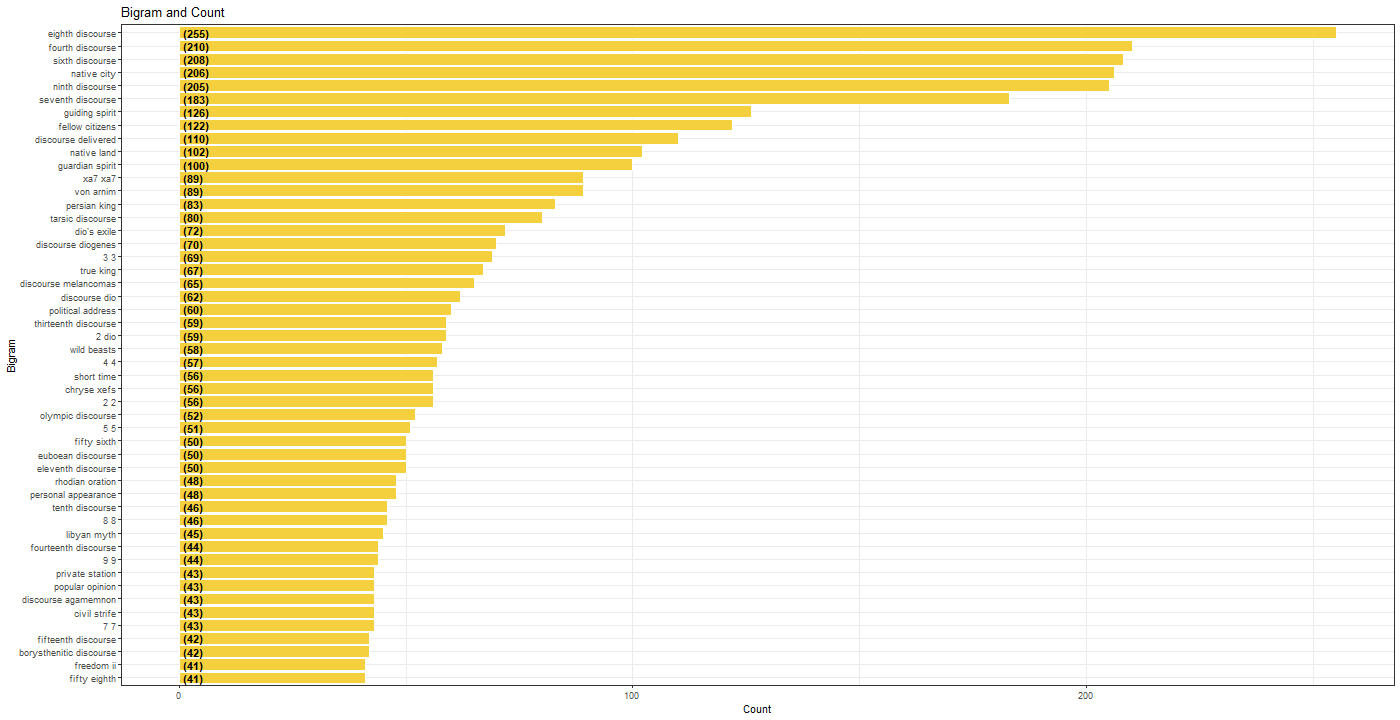 Bigram and Count
eighth discourse (255)
fourth discourse (210)
sixth discourse (208)
native city (206)
ninth discourse (205)
seventh discourse (183)
guiding spirit (126)
fellow citizens (122)
discourse delivered (110)
native land (102)
guardian spirit (100)
xa7 xa7 (89)
von arnim (89)
persian king (83)
tarsic discourse (80)
dio's exile (72)
discourse diogenes (70)
3 3 (69)
true king (67)
discourse melancomas (65)
discourse dio (62)
political address (60)
thirteenth discourse (59)
2 dio (59)
wild beasts (58)
4 4 (57)
short time (56)
chryse xefs (56)
2 2 (56)
olympic discourse (52)
5 5 (51)
fifty sixth (50)
euboean discourse (50)
eleventh discourse (50)
rhodian oration (48)
personal appearance (48)
tenth discourse (46)
8 8 (46)
libyan myth (45)
fourteenth discourse (44)
9 9 (44)
private station (43)
popular opinion (43)
discourse agamemnon (43)
civil strife (43)
7 7 (43)
fifteenth discourse (42)
borysthenitic discourse (42)
freedom ii (41)
fifty eighth (41)
Bigram
0 100 200
Count